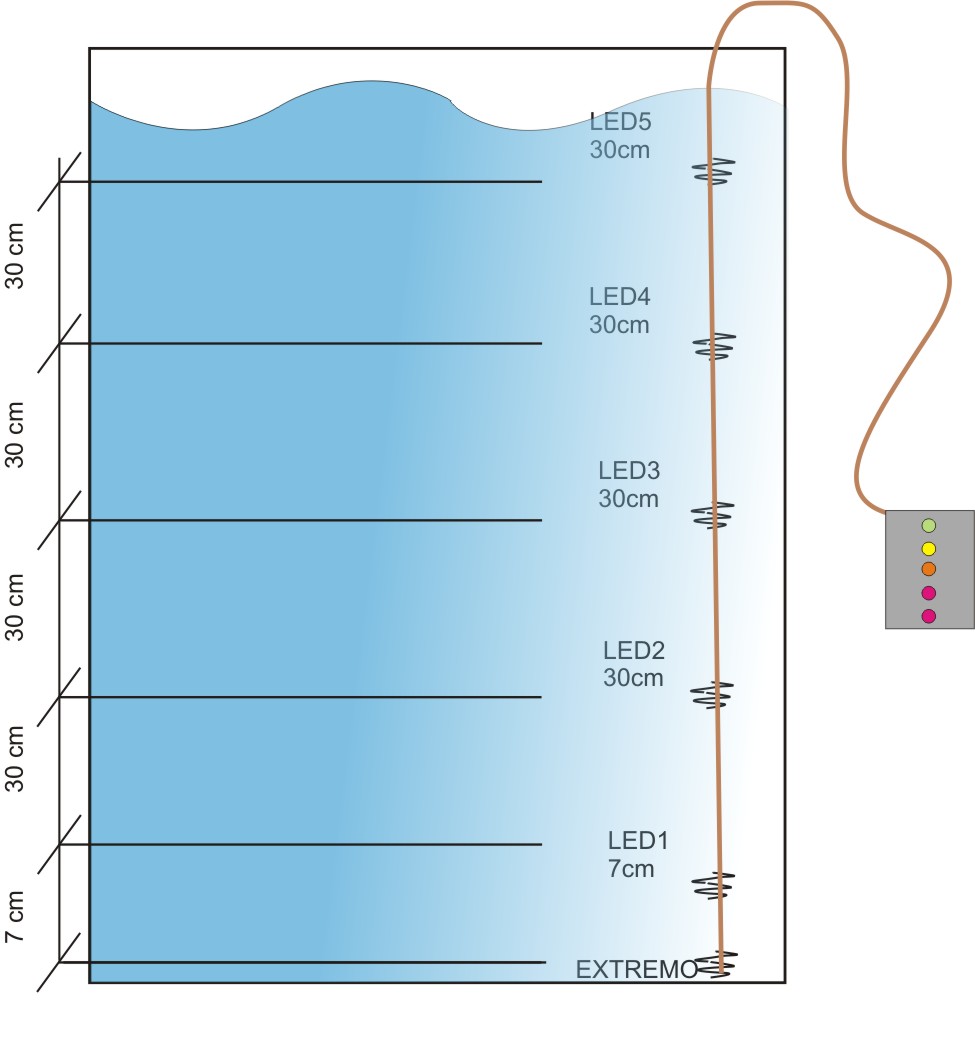 LED5
30cm
30 cm
LED4
30cm
30 cm
LED3
30cm
30 cm
LED2
30cm
30 cm
LED1
7cm
7 cm
EXTREMO